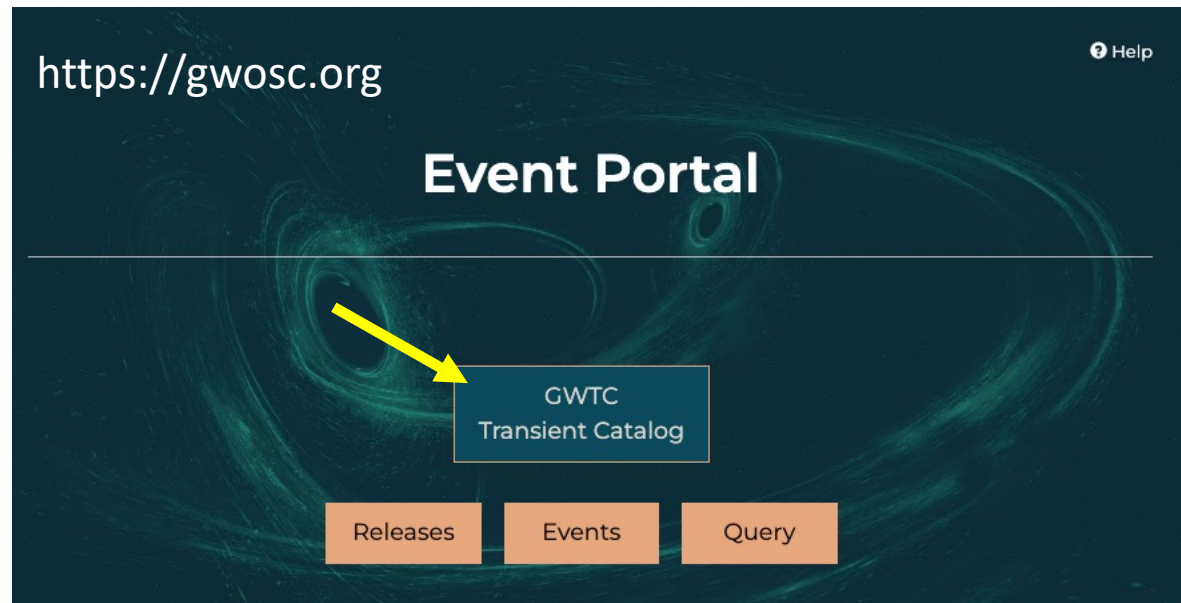 https://gwosc.org
Help
Event Portal
GWTC
Transient Catalog
Releases
Events
Query